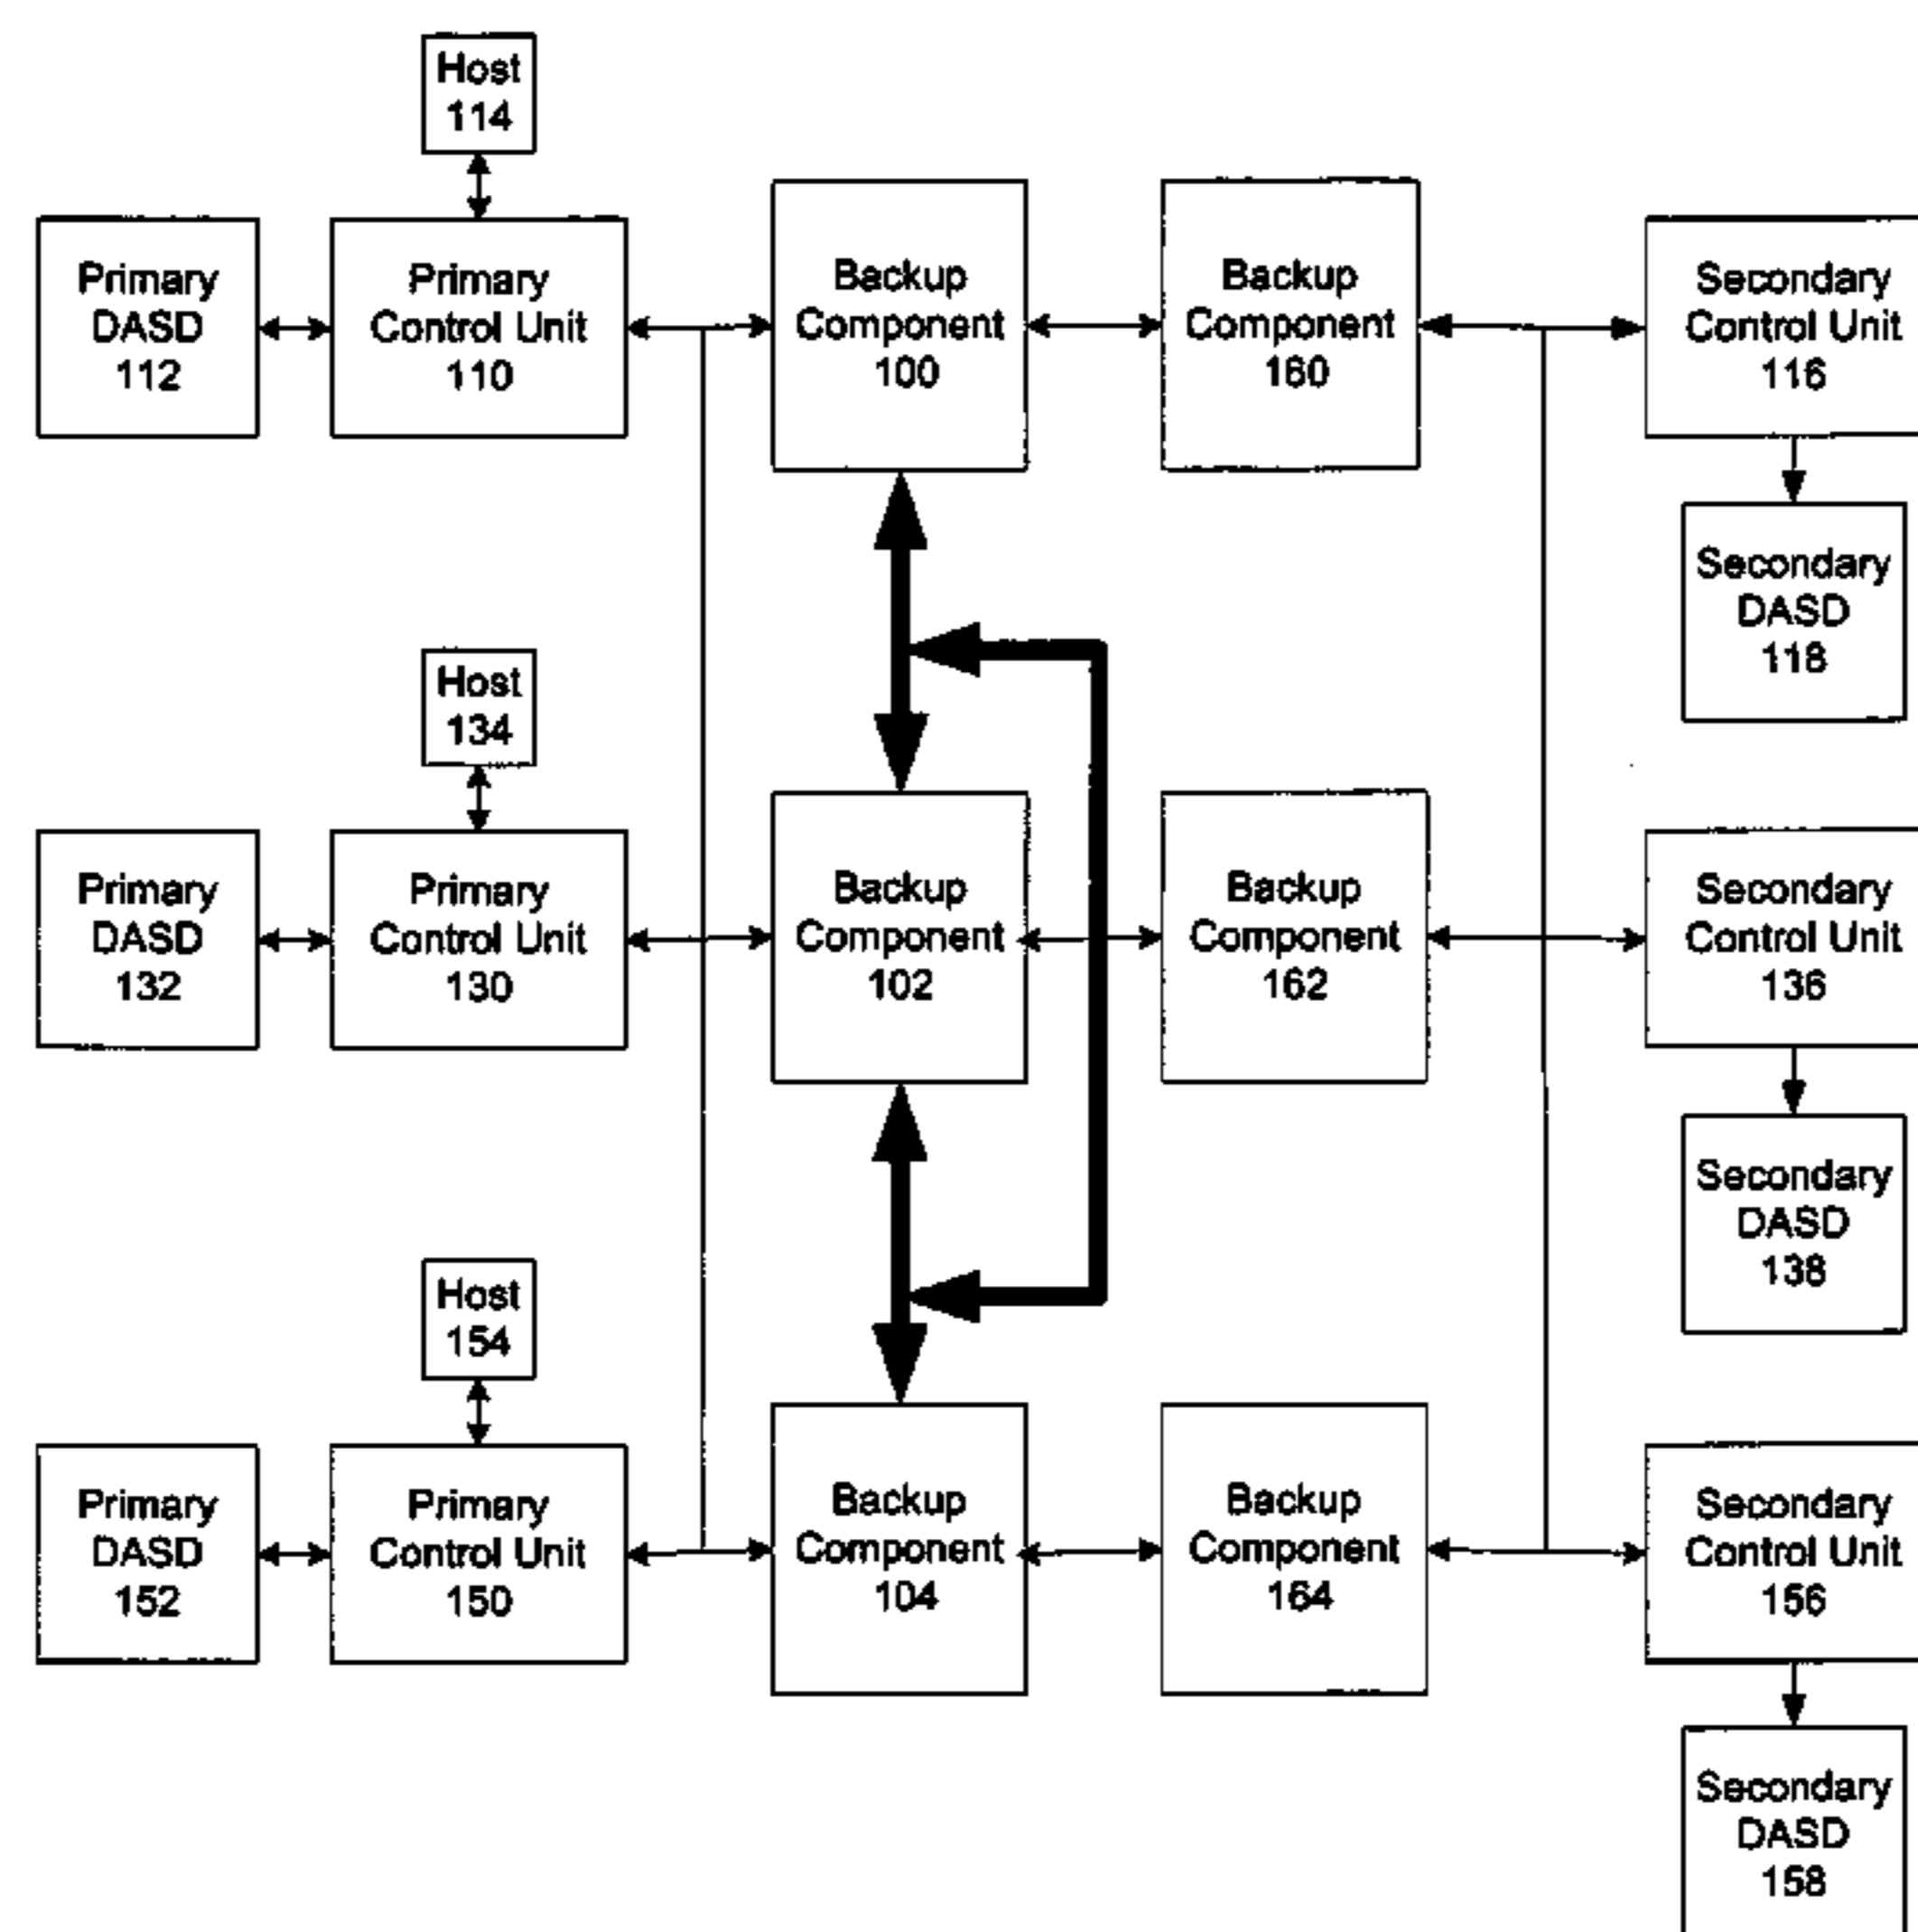 Host
114
Primary
DASD
112
Primary
Control Unit
110
Backup
Component
100
Backup
Component
160
Secondary
Control Unit
116
Secondary
DASD
118
Host
134
Primary
DASD
132
Primary
Control Unit
130
Backup
Component
102
Backup
Component
162
Secondary
Control Unit
136
Secondary
DASD
138
Host
154
Primary
DASD
152
Primary
Control Unit
150
Backup
Component
104
Backup
Component
164
Secondary
Control Unit
156
Secondary
DASD
158